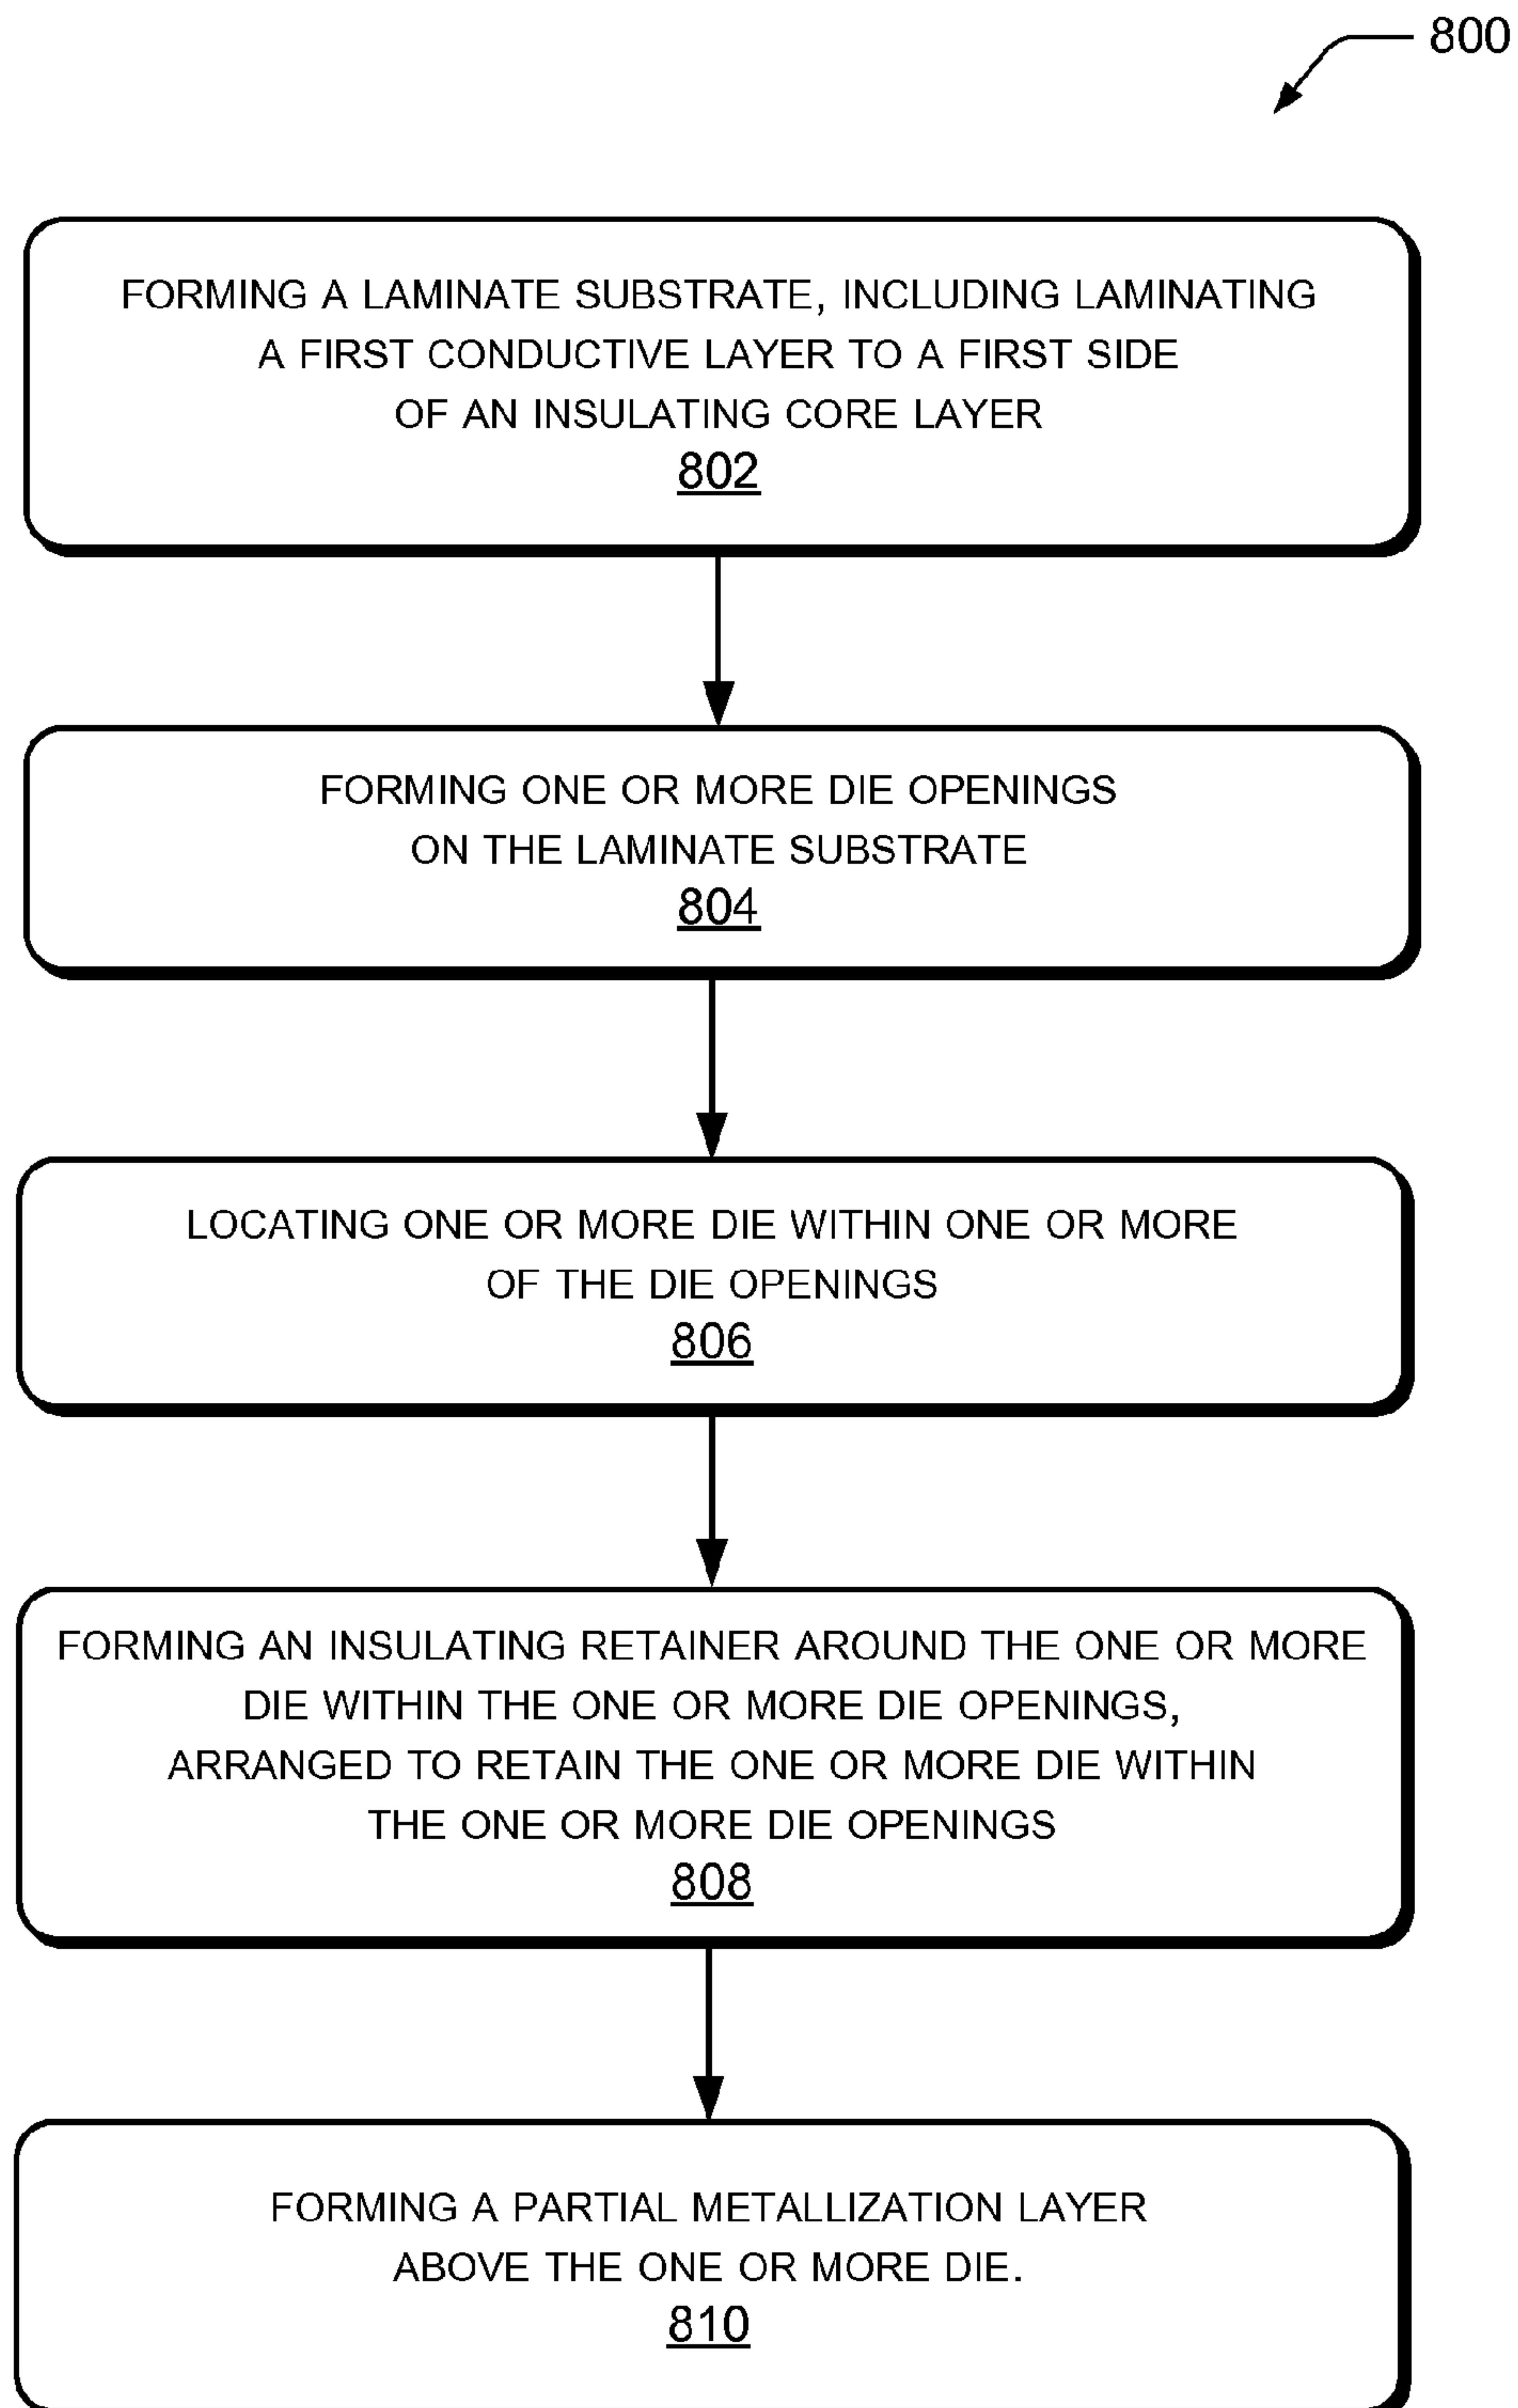 800
FORMING A LAMINATE SUBSTRATE, INCLUDING LAMINATING
A FIRST CONDUCTIVE LAYER TO A FIRST SIDE
OF AN INSULATING CORE LAYER
802
FORMING ONE OR MORE DIE OPENINGS
ON THE LAMINATE SUBSTRATE
804
LOCATING ONE OR MORE DIE WITHIN ONE OR MORE
OF THE DIE OPENINGS
806
FORMING AN INSULATING RETAINER AROUND THE ONE OR MORE
DIE WITHIN THE ONE OR MORE DIE OPENINGS,
ARRANGED TO RETAIN THE ONE OR MORE DIE WITHIN
THE ONE OR MORE DIE OPENINGS
808
FORMING A PARTIAL METALLIZATION LAYER
ABOVE THE ONE OR MORE DIE.
810